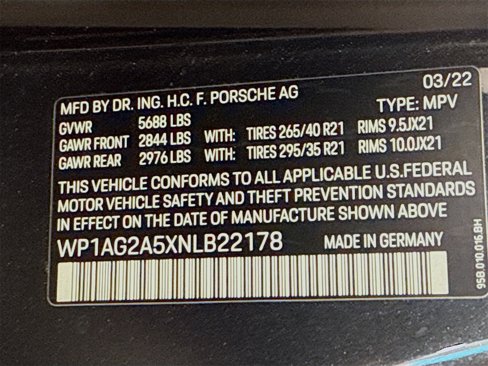 03/22
MFD BY DR. ING. H.C. F. PORSCHE AG
TYPE: MPV
GVWR 5688 LBS
GAWR FRONT 2844 LBS WITH: TIRES 265/40 R21 RIMS 9.5JX21
GAWR REAR 2976 LBS WITH: TIRES 295/35 R21 RIMS 10.0JX21
THIS VEHICLE CONFORMS TO ALL APPLICABLE U.S.FEDERAL
MOTOR VEHICLE SAFETY AND THEFT PREVENTION STANDARDS
IN EFFECT ON THE DATE OF MANUFACTURE SHOWN ABOVE
WP1AG2A5XNLB22178 MADE IN GERMANY
95B.010.016.BH